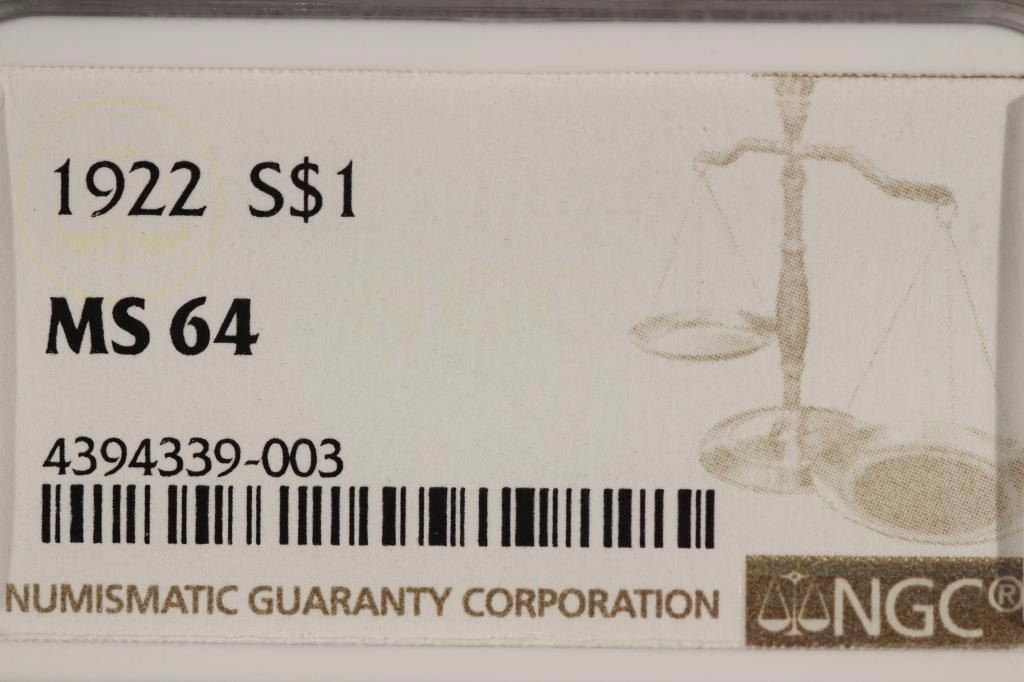 1922 S$1
MS 64
4394339-003
NUMISMATIC GUARANTY CORPORATION
NGC®